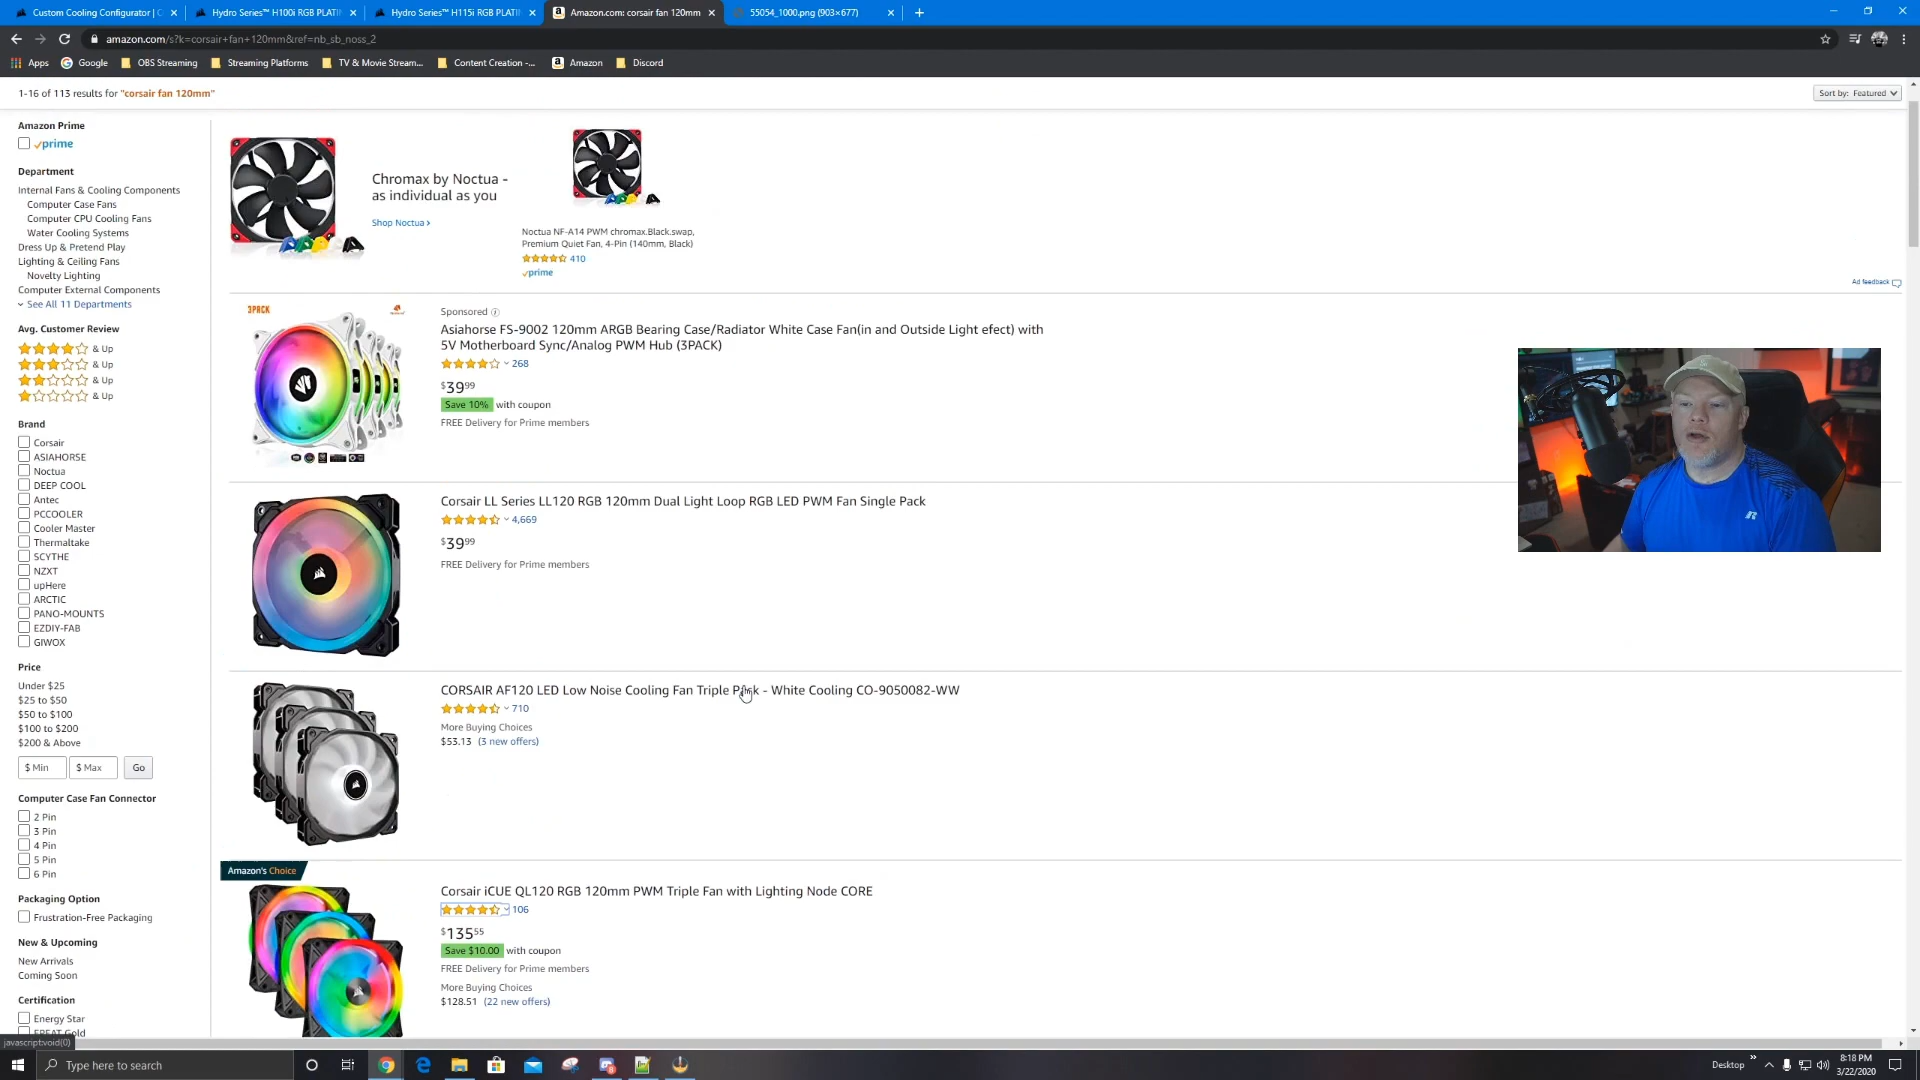 Custom Cooling Configurator | C
Hydro Series™ H100i RGB PLATI
Hydro Series™ H115i RGB PLATI
Amazon.com: corsair fan 120mm
55054_1000.png (903×677)
amazon.com/s?k=corsair+fan+120mm&ref=nb_sb_noss_2
Apps
Google
OBS Streaming
Streaming Platforms
TV & Movie Stream...
Content Creation -...
Amazon
Discord
1-16 of 113 results for "corsair fan 120mm"
Sort by: Featured
Amazon Prime
prime
Department
Internal Fans & Cooling Components
Computer Case Fans
Computer CPU Cooling Fans
Water Cooling Systems
Dress Up & Pretend Play
Lighting & Ceiling Fans
Novelty Lighting
Computer External Components
See All 11 Departments
Avg. Customer Review
& Up
& Up
& Up
& Up
Brand
Corsair
ASIAHORSE
Noctua
DEEP COOL
Antec
PCCOOLER
Cooler Master
Thermaltake
SCYTHE
NZXT
upHere
ARCTIC
PANO-MOUNTS
EZDIY-FAB
GIWOX
Price
Under $25
$25 to $50
$50 to $100
$100 to $200
$200 & Above
$ Min
$ Max
Go
Computer Case Fan Connector
2 Pin
3 Pin
4 Pin
5 Pin
6 Pin
Packaging Option
Frustration-Free Packaging
New & Upcoming
New Arrivals
Coming Soon
Certification
Energy Star
EPEAT Gold
javascript:void(0)
Chromax by Noctua -
as individual as you
Shop Noctua ›
Noctua NF-A14 PWM chromax.Black.swap,
Premium Quiet Fan, 4-Pin (140mm, Black)
410
prime
Ad feedback
3PACK
Sponsored
Asiahorse FS-9002 120mm ARGB Bearing Case/Radiator White Case Fan(in and Outside Light efect) with
5V Motherboard Sync/Analog PWM Hub (3PACK)
268
$39 99
Save 10% with coupon
FREE Delivery for Prime members
Corsair LL Series LL120 RGB 120mm Dual Light Loop RGB LED PWM Fan Single Pack
4,669
$39 99
FREE Delivery for Prime members
CORSAIR AF120 LED Low Noise Cooling Fan Triple Pack - White Cooling CO-9050082-WW
710
More Buying Choices
$53.13 (3 new offers)
Amazon's Choice
Corsair iCUE QL120 RGB 120mm PWM Triple Fan with Lighting Node CORE
106
$135 55
Save $10.00 with coupon
FREE Delivery for Prime members
More Buying Choices
$128.51 (22 new offers)
Type here to search
Desktop
8:18 PM
3/22/2020